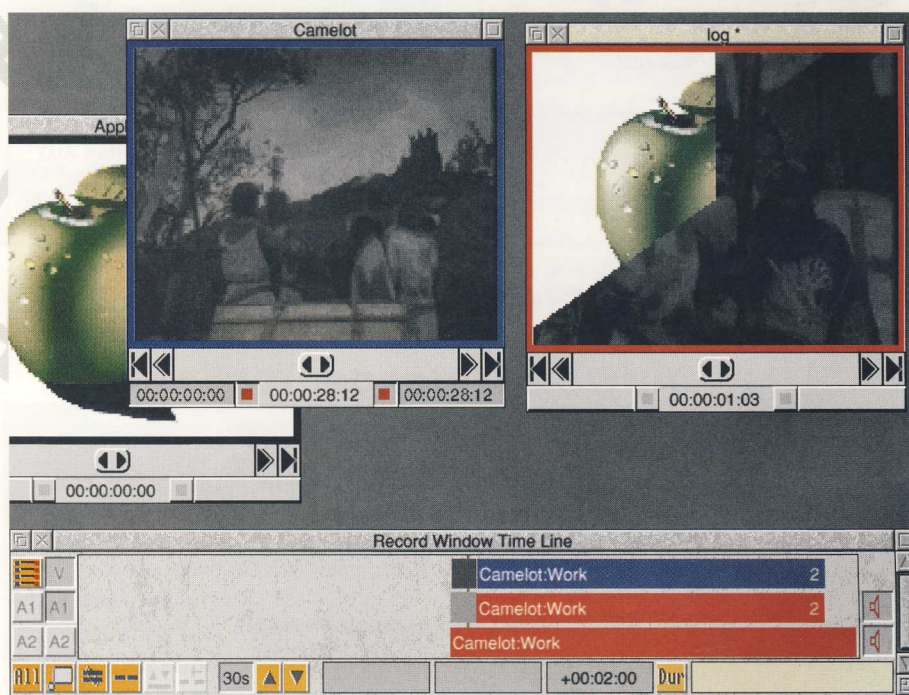 Camelot
log *
App
00:00:00:00
00:00:28:12
00:00:28:12
00:00:01:03
00:00:00:00
Record Window Time Line
V
Camelot:Work 2
A1 A1
Camelot:Work 2
A2 A2
Camelot:Work
All
30s
+00:02:00
Dur